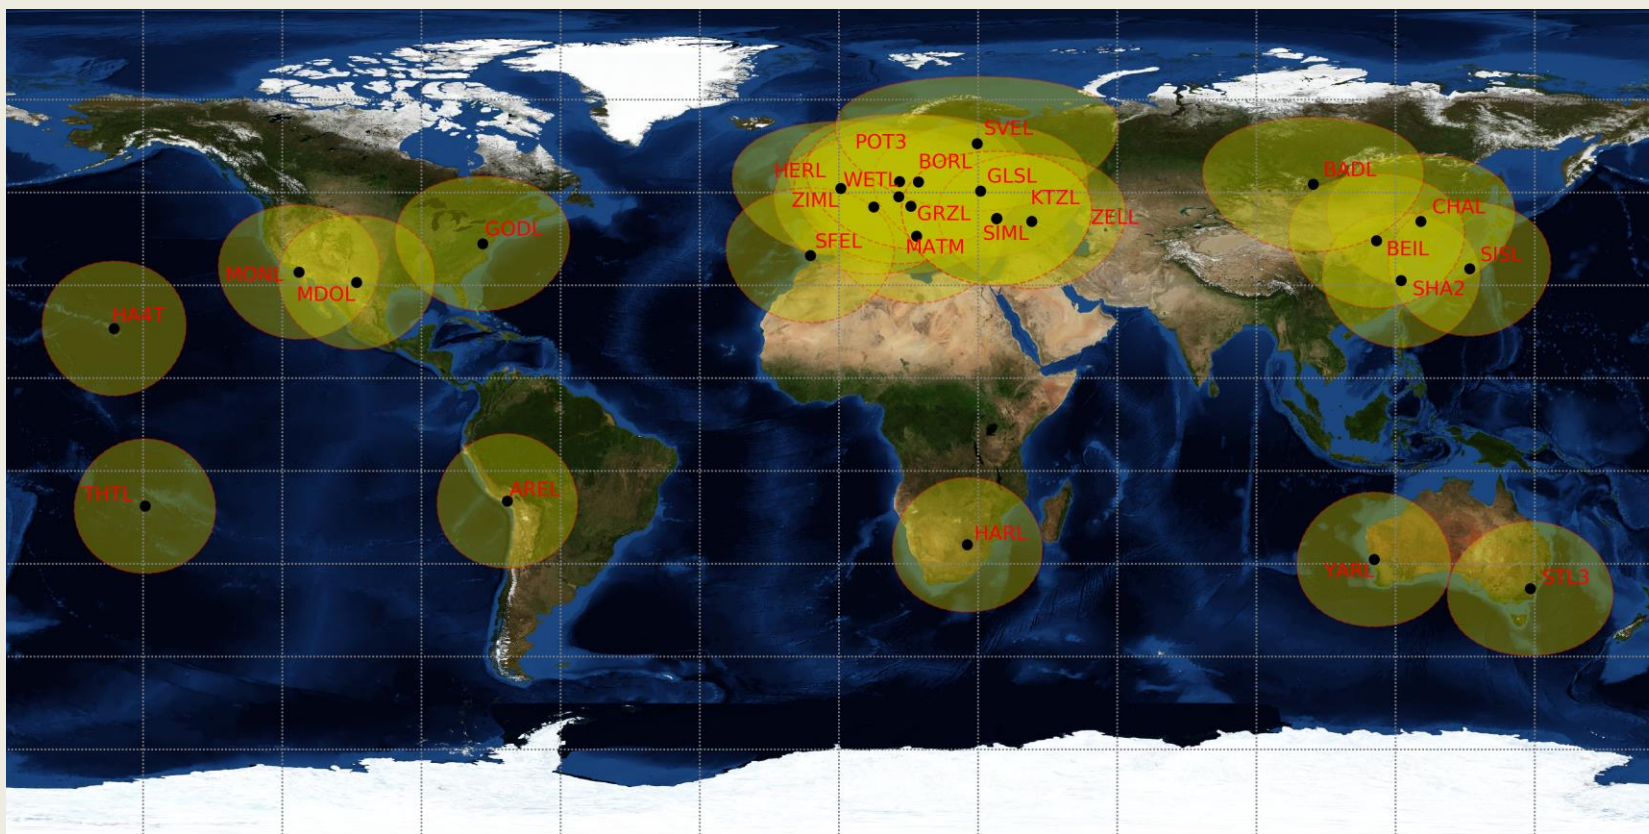 SVEL
POT3
BORL
HERL
WETL
GLSL
BADL
ZIML
KTZL
GRZL
ZELL
CHAL
GODL
SFEL
MATM
SIML
BEIL
SISL
MONL
MDOL
SHA2
HA4T
THTL
AREL
HARL
YARL
STL3